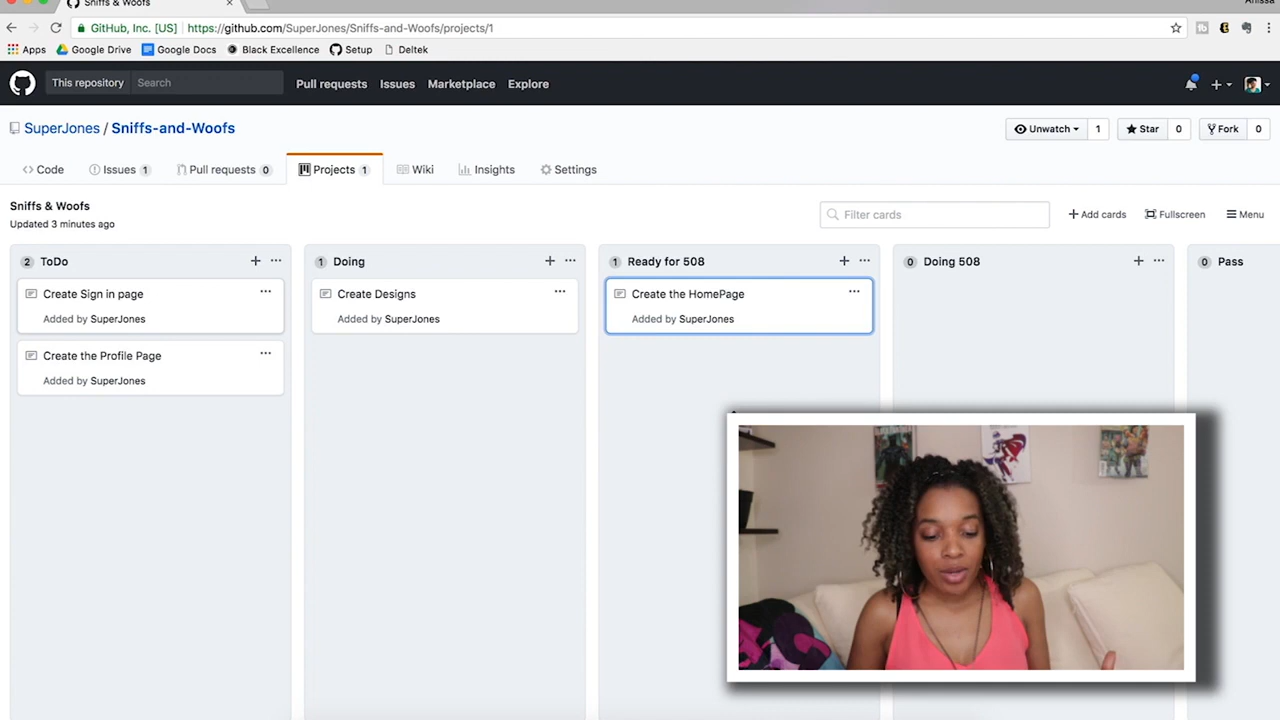 Sniffs & Woofs
Anissa
GitHub, Inc. [US] https://github.com/SuperJones/Sniffs-and-Woofs/projects/1
Apps Google Drive Google Docs Black Excellence Setup Deltek
This repository Search Pull requests Issues Marketplace Explore
SuperJones / Sniffs-and-Woofs Unwatch 1 Star 0 Fork 0
Code Issues 1 Pull requests 0 Projects 1 Wiki Insights Settings
Sniffs & Woofs
Updated 3 minutes ago
Filter cards + Add cards Fullscreen Menu
2 ToDo + ...
Create Sign in page ...
Added by SuperJones
Create the Profile Page ...
Added by SuperJones
1 Doing + ...
Create Designs ...
Added by SuperJones
1 Ready for 508 + ...
Create the HomePage ...
Added by SuperJones
0 Doing 508 + ...
0 Pass